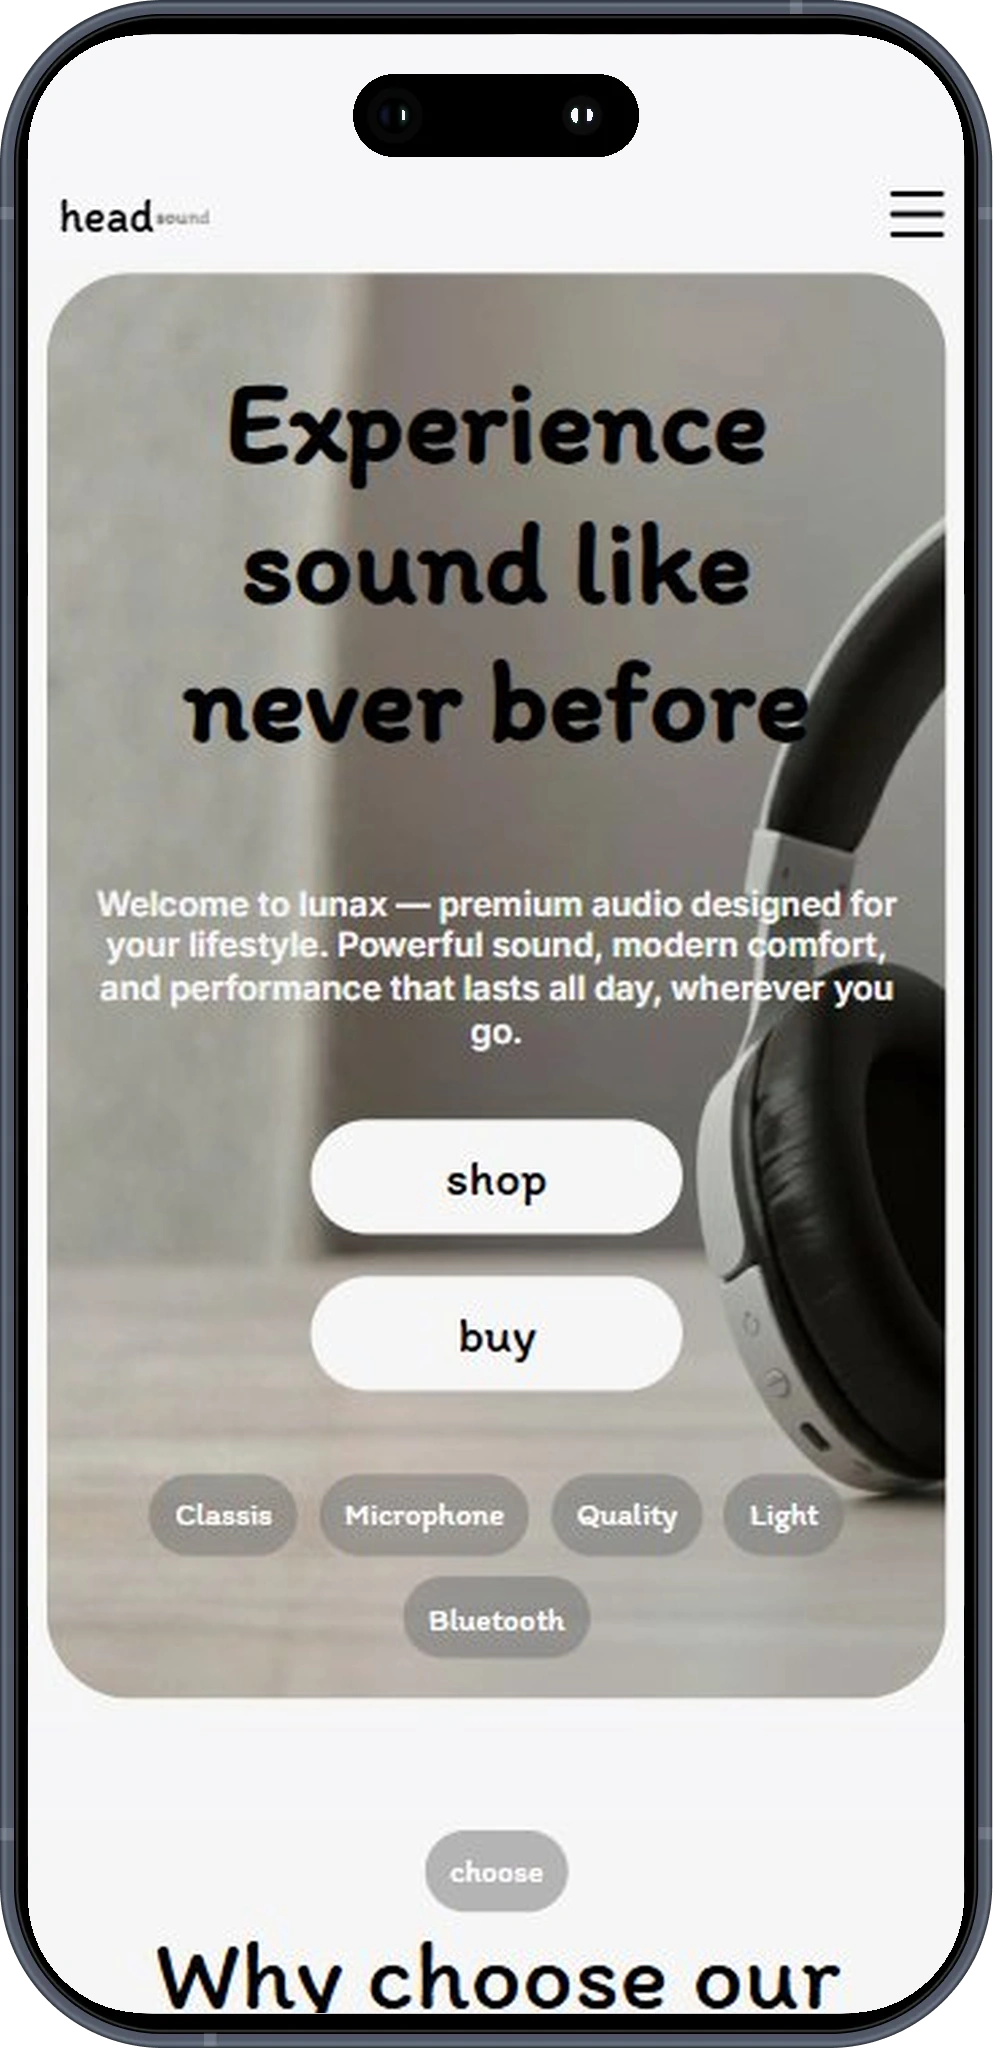 head sound
Experience
sound like
never before
Welcome to lunax — premium audio designed for
your lifestyle. Powerful sound, modern comfort,
and performance that lasts all day, wherever you
go.
shop
buy
Classis Microphone Quality Light
Bluetooth
choose
Why choose our